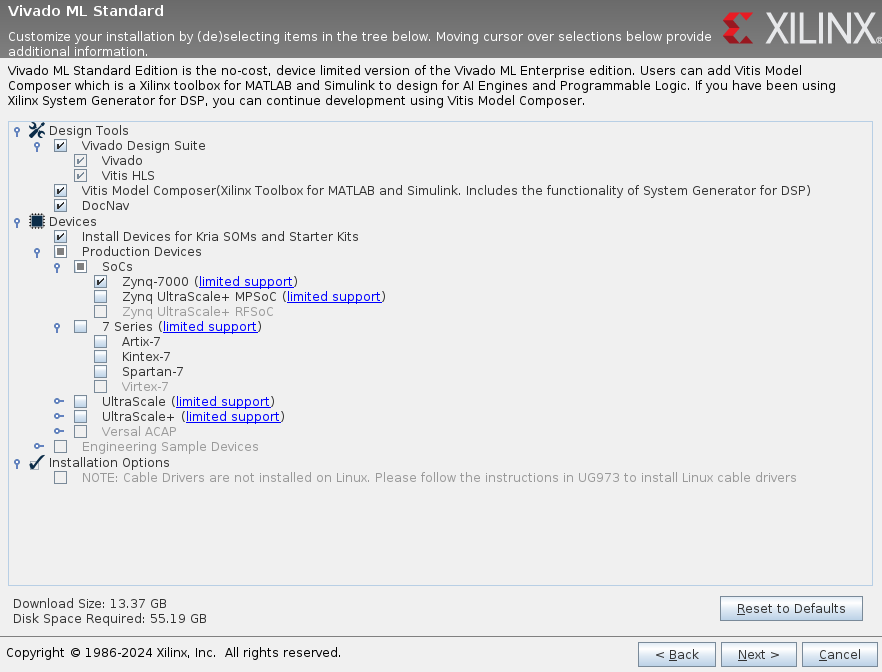 Vivado ML Standard
Customize your installation by (de)selecting items in the tree below. Moving cursor over selections below provide
additional information.
XILINX®
Vivado ML Standard Edition is the no-cost, device limited version of the Vivado ML Enterprise edition. Users can add Vitis Model
Composer which is a Xilinx toolbox for MATLAB and Simulink to design for AI Engines and Programmable Logic. If you have been using
Xilinx System Generator for DSP, you can continue development using Vitis Model Composer.
Design Tools
Vivado Design Suite
Vivado
Vitis HLS
Vitis Model Composer(Xilinx Toolbox for MATLAB and Simulink. Includes the functionality of System Generator for DSP)
DocNav
Devices
Install Devices for Kria SOMs and Starter Kits
Production Devices
SoCs
Zynq-7000 (limited support)
Zynq UltraScale+ MPSoC (limited support)
Zynq UltraScale+ RFSoC
7 Series (limited support)
Artix-7
Kintex-7
Spartan-7
Virtex-7
UltraScale (limited support)
UltraScale+ (limited support)
Versal ACAP
Engineering Sample Devices
Installation Options
NOTE: Cable Drivers are not installed on Linux. Please follow the instructions in UG973 to install Linux cable drivers
Download Size: 13.37 GB
Disk Space Required: 55.19 GB
Reset to Defaults
Copyright © 1986-2024 Xilinx, Inc. All rights reserved.
< Back
Next >
Cancel